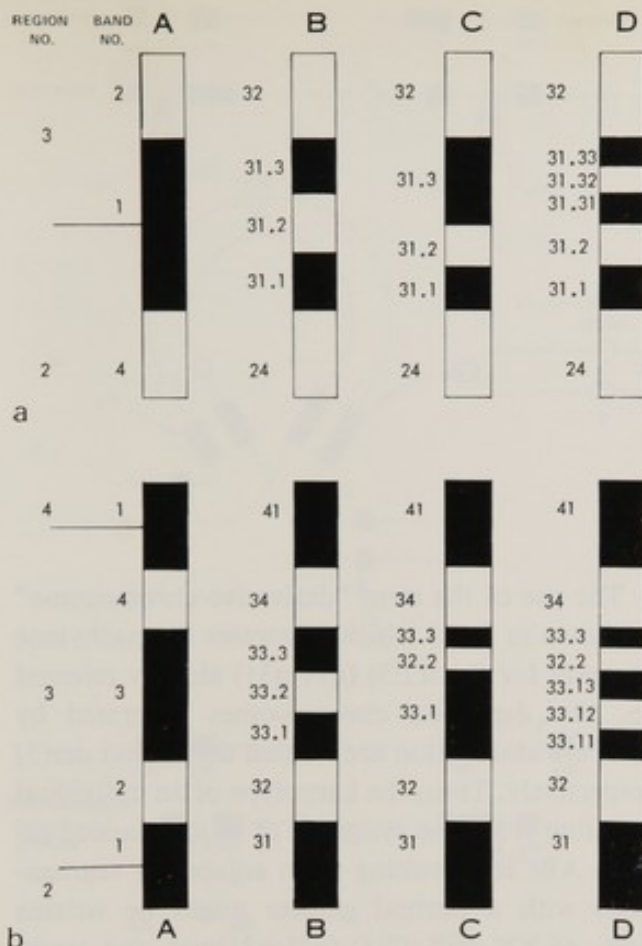 REGION NO. BAND NO. A B C D
2 32 32 32
3
31.3 31.3 31.33
31.32
1 31.31
31.2 31.2 31.2
31.1 31.1 31.1
2 4 24 24 24
a
4 1 41 41 41
4 34 34 34
33.3 33.3 33.3
32.2 32.2
3 3 33.2 33.1 33.13
33.12
33.1 33.11
2 32 32 32
1 31 31 31
2
b A B C D